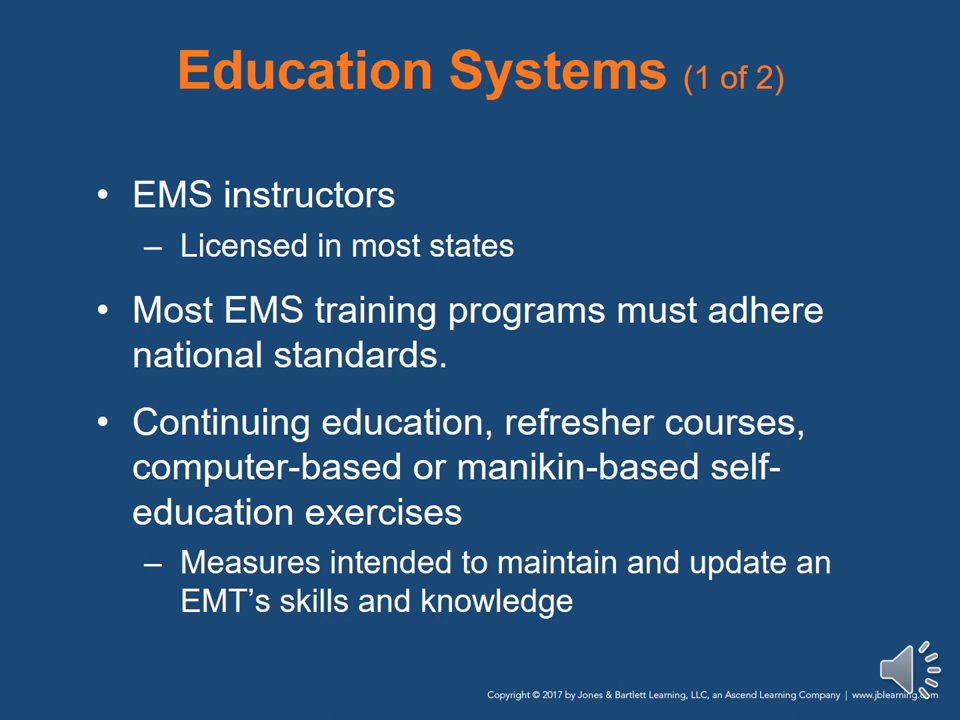 Education Systems (1 of 2)
• EMS instructors
– Licensed in most states
• Most EMS training programs must adhere
national standards.
• Continuing education, refresher courses,
computer-based or manikin-based self-
education exercises
– Measures intended to maintain and update an
EMT’s skills and knowledge
Copyright © 2017 by Jones & Bartlett Learning, LLC, an Ascend Learning Company | www.jblearning.com